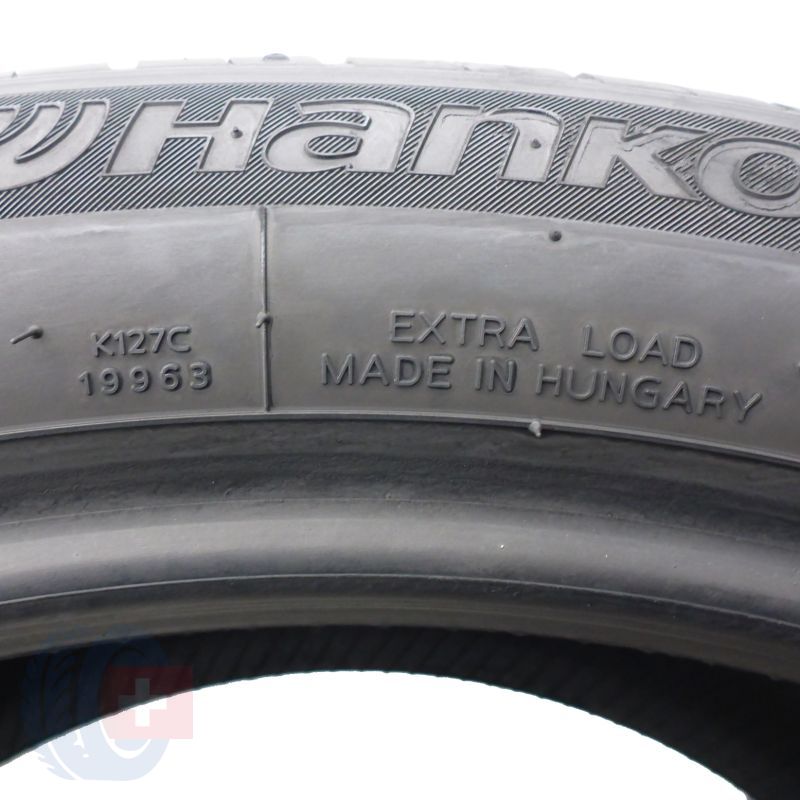 Hanko
K127C
19963
EXTRA LOAD
MADE IN HUNGARY